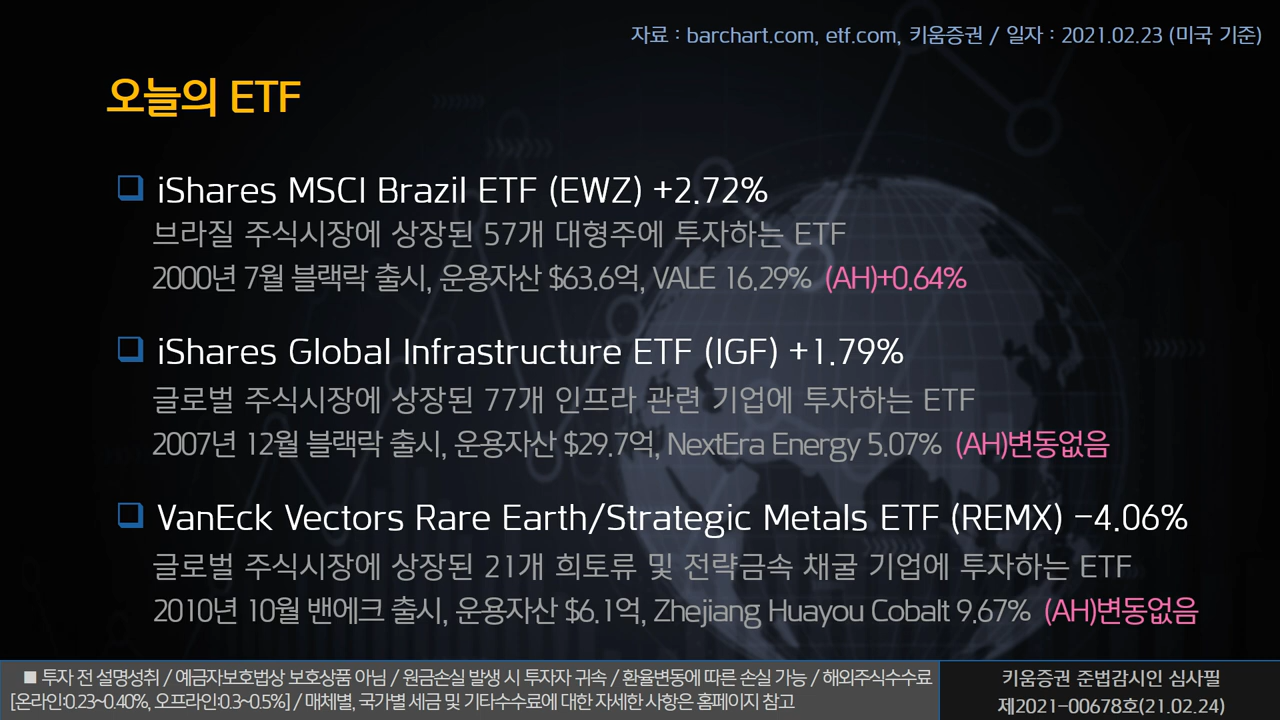 자료 : barchart.com, etf.com, 키움증권 / 일자 : 2021.02.23 (미국 기준)
오늘의 ETF
❑ iShares MSCI Brazil ETF (EWZ) +2.72%
브라질 주식시장에 상장된 57개 대형주에 투자하는 ETF
2000년 7월 블랙락 출시, 운용자산 $63.6억, VALE 16.29% (AH)+0.64%
❑ iShares Global Infrastructure ETF (IGF) +1.79%
글로벌 주식시장에 상장된 77개 인프라 관련 기업에 투자하는 ETF
2007년 12월 블랙락 출시, 운용자산 $29.7억, NextEra Energy 5.07% (AH)변동없음
❑ VanEck Vectors Rare Earth/Strategic Metals ETF (REMX) −4.06%
글로벌 주식시장에 상장된 21개 희토류 및 전략금속 채굴 기업에 투자하는 ETF
2010년 10월 밴에크 출시, 운용자산 $6.1억, Zhejiang Huayou Cobalt 9.67% (AH)변동없음
■ 투자 전 설명성취 / 예금자보호법상 보호상품 아님 / 원금손실 발생 시 투자자 귀속 / 환율변동에 따른 손실 가능 / 해외주식수수료
[온라인:0.23~0.40%, 오프라인:0.3~0.5%] / 매체별, 국가별 세금 및 기타수수료에 대한 자세한 사항은 홈페이지 참고
키움증권 준법감시인 심사필
제2021-00678호(21.02.24)